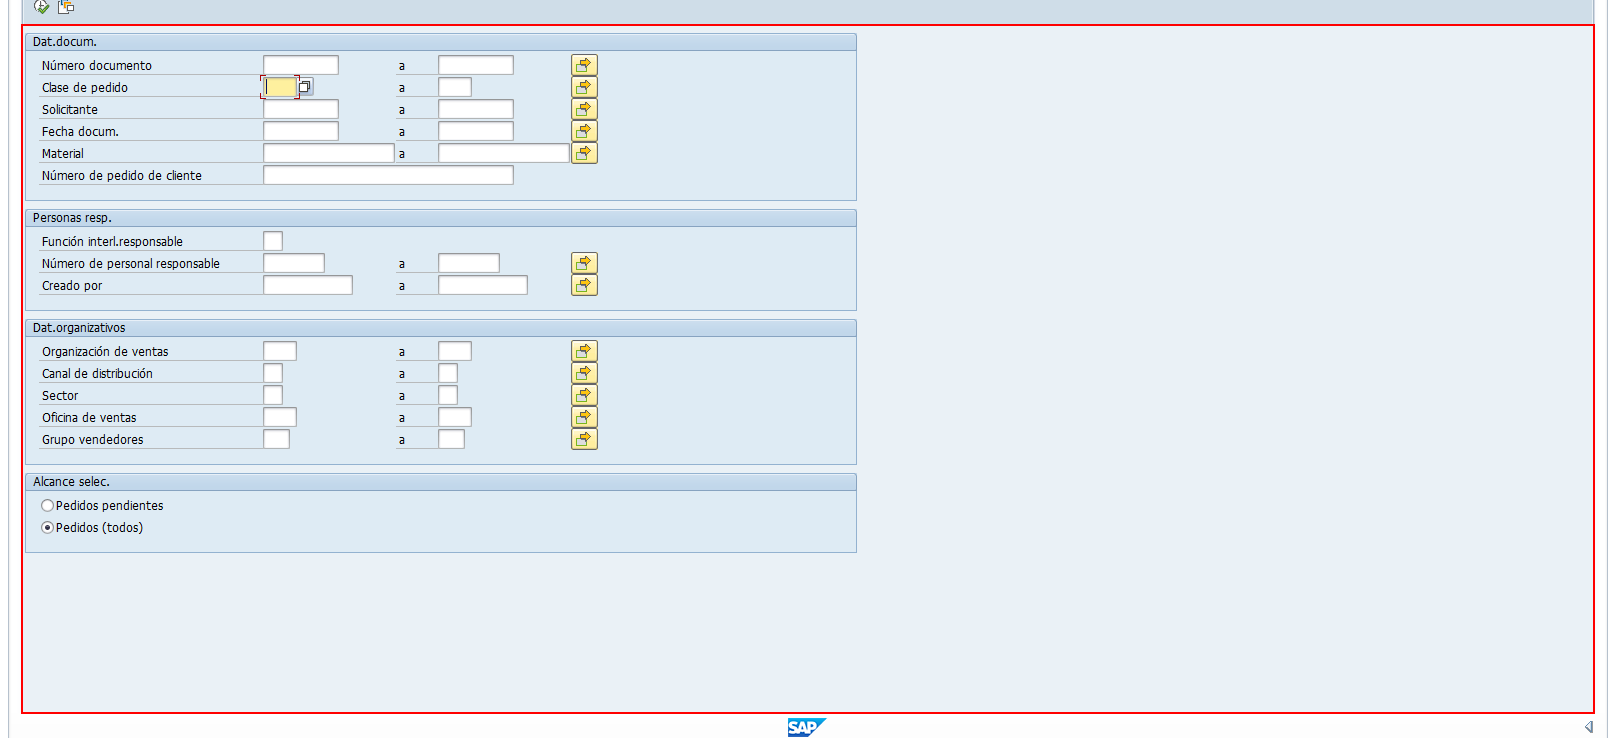 Dat.docum.
Número documento a
Clase de pedido a
Solicitante a
Fecha docum. a
Material a
Número de pedido de cliente
Personas resp.
Función interl.responsable
Número de personal responsable a
Creado por a
Dat.organizativos
Organización de ventas a
Canal de distribución a
Sector a
Oficina de ventas a
Grupo vendedores a
Alcance selec.
Pedidos pendientes
Pedidos (todos)
SAP